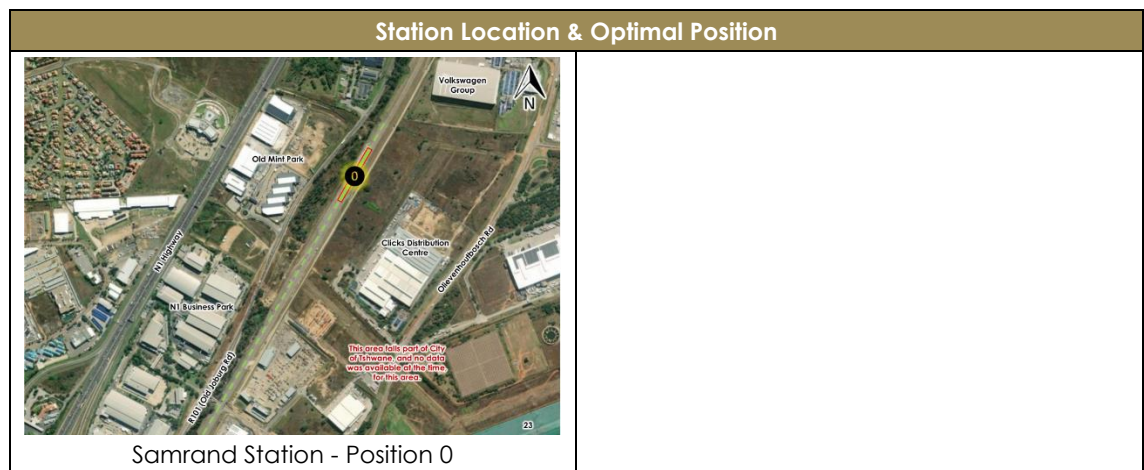 Station Location & Optimal Position
Volkswagen
Group
N
Old Mint Park
0
Clicks Distribution
Centre
Olievenhoutbosch Rd
N1 Highway
N1 Business Park
R101 (Old Joburg Rd)
This area falls part of City
of Tshwane, and no data
was available at the time,
for this area
23
Samrand Station - Position 0